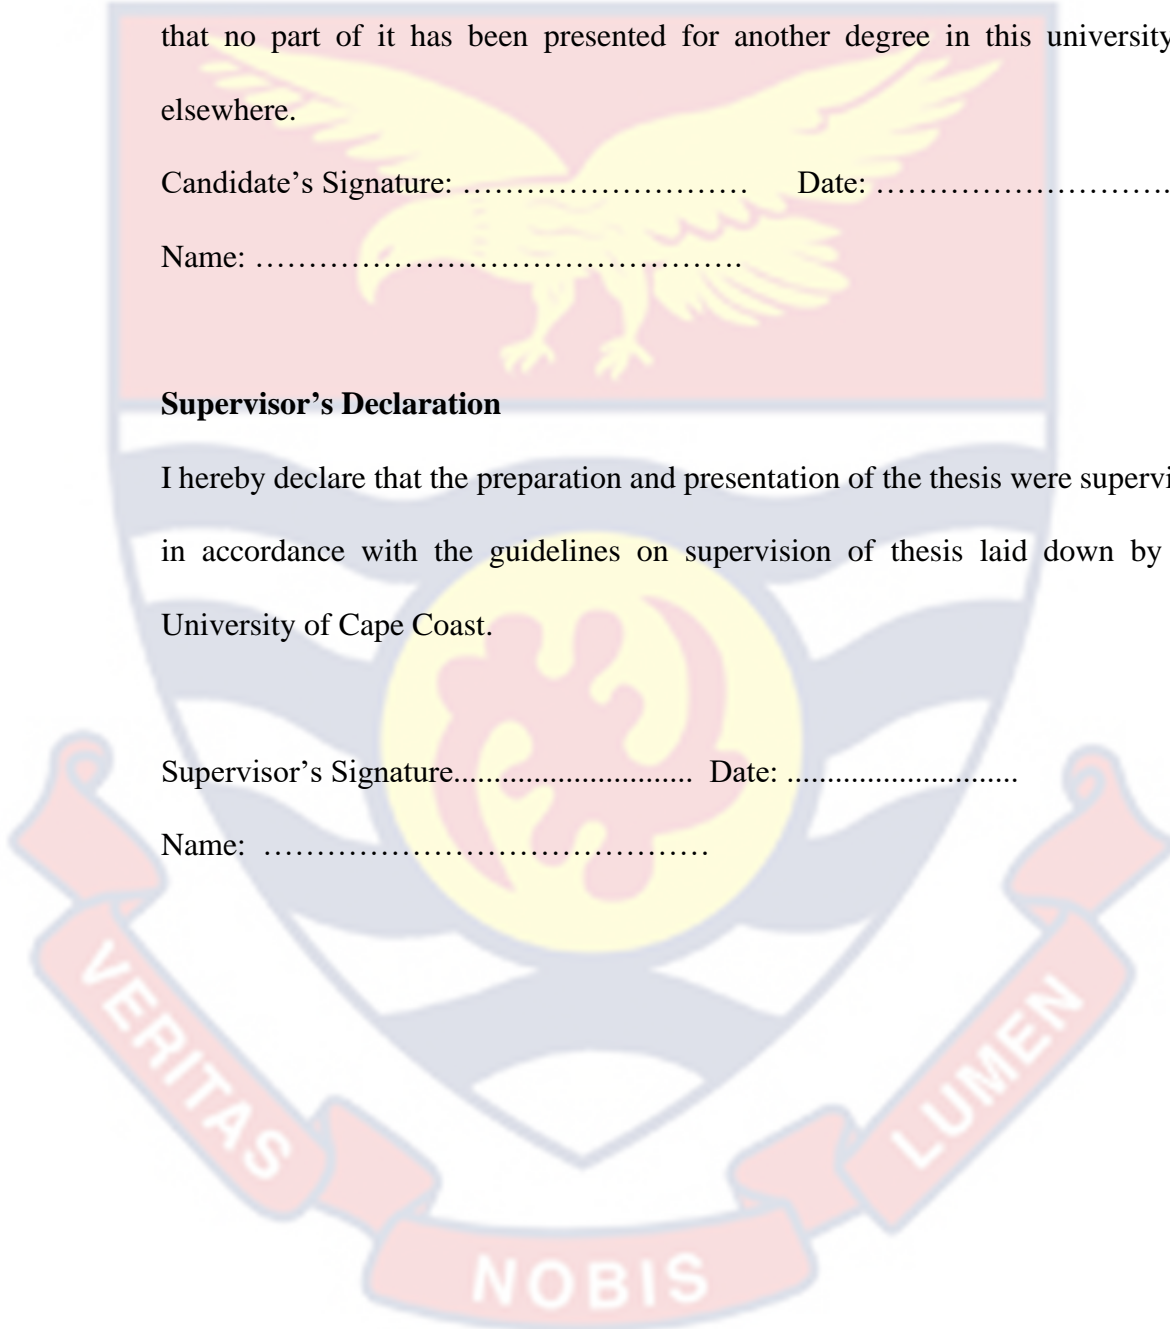 that no part of it has been presented for another degree in this university
elsewhere.
Candidate’s Signature: ……………………… Date: ……………………….
Name: ……………………………………….
Supervisor’s Declaration
I hereby declare that the preparation and presentation of the thesis were supervi
in accordance with the guidelines on supervision of thesis laid down by
University of Cape Coast.
Supervisor’s Signature............................. Date: ............................
Name: ……………………………………
VERITAS
NOBIS
LUMEN